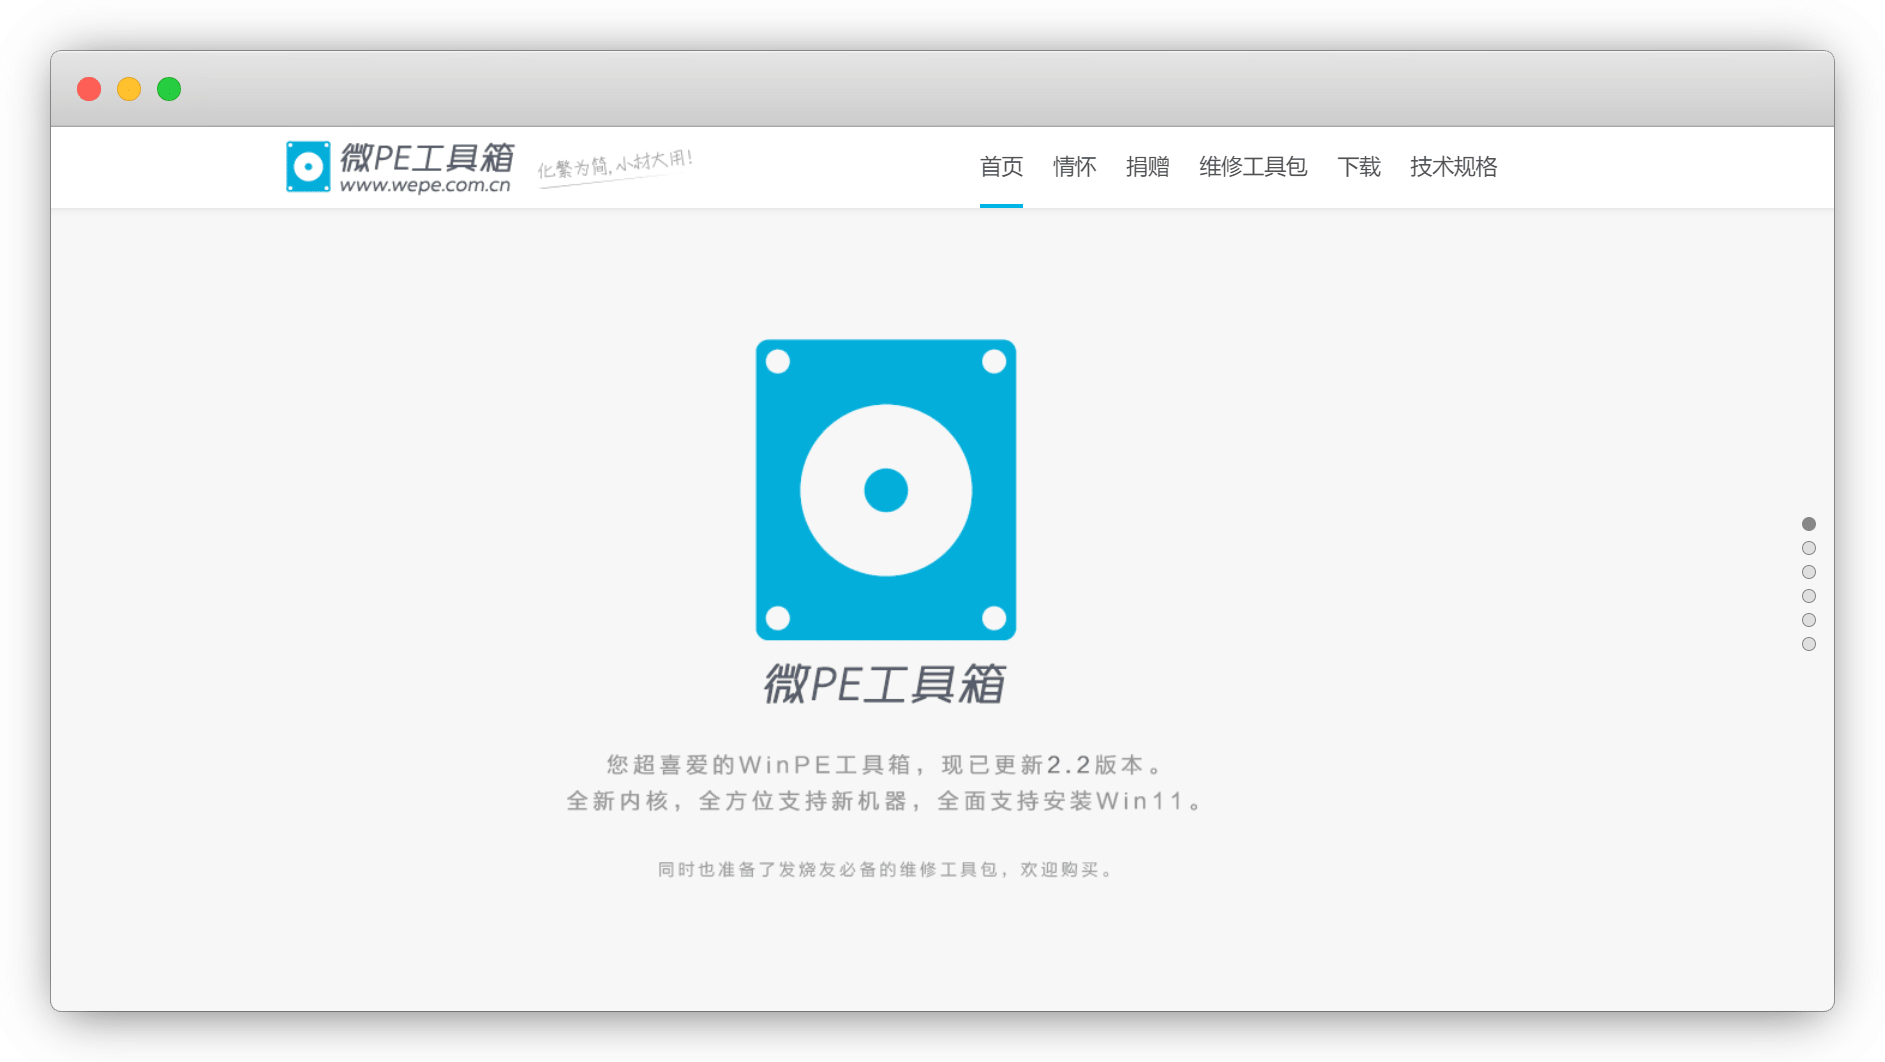 微PE工具箱
www.wepe.com.cn
化繁为简,小材大用!
首页 情怀 捐赠 维修工具包 下载 技术规格
微PE工具箱
您超喜爱的WinPE工具箱，现已更新2.2版本。
全新内核，全方位支持新机器，全面支持安装Win11。
同时也准备了发烧友必备的维修工具包，欢迎购买。